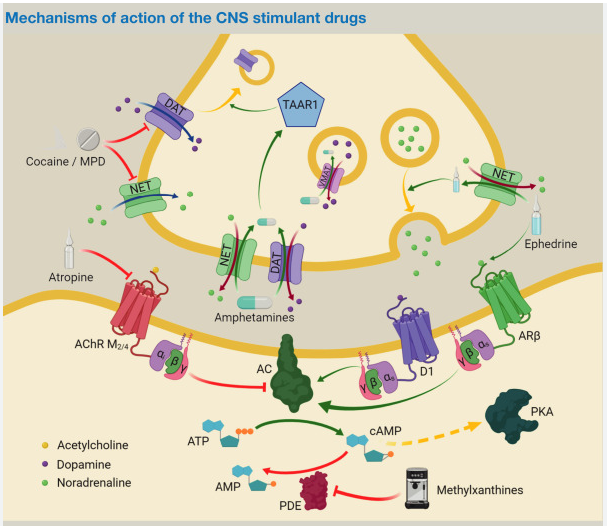 Mechanisms of action of the CNS stimulant drugs
DAT
TAAR1
Cocaine / MPD
NET
VMAT
NET
Ephedrine
Atropine
NET
DAT
Amphetamines
AChR M2/4
αi β γ
AC
D1
γ β αs
ARβ
γ β αs
ATP
cAMP
PKA
AMP
PDE
Methylxanthines
Acetylcholine
Dopamine
Noradrenaline